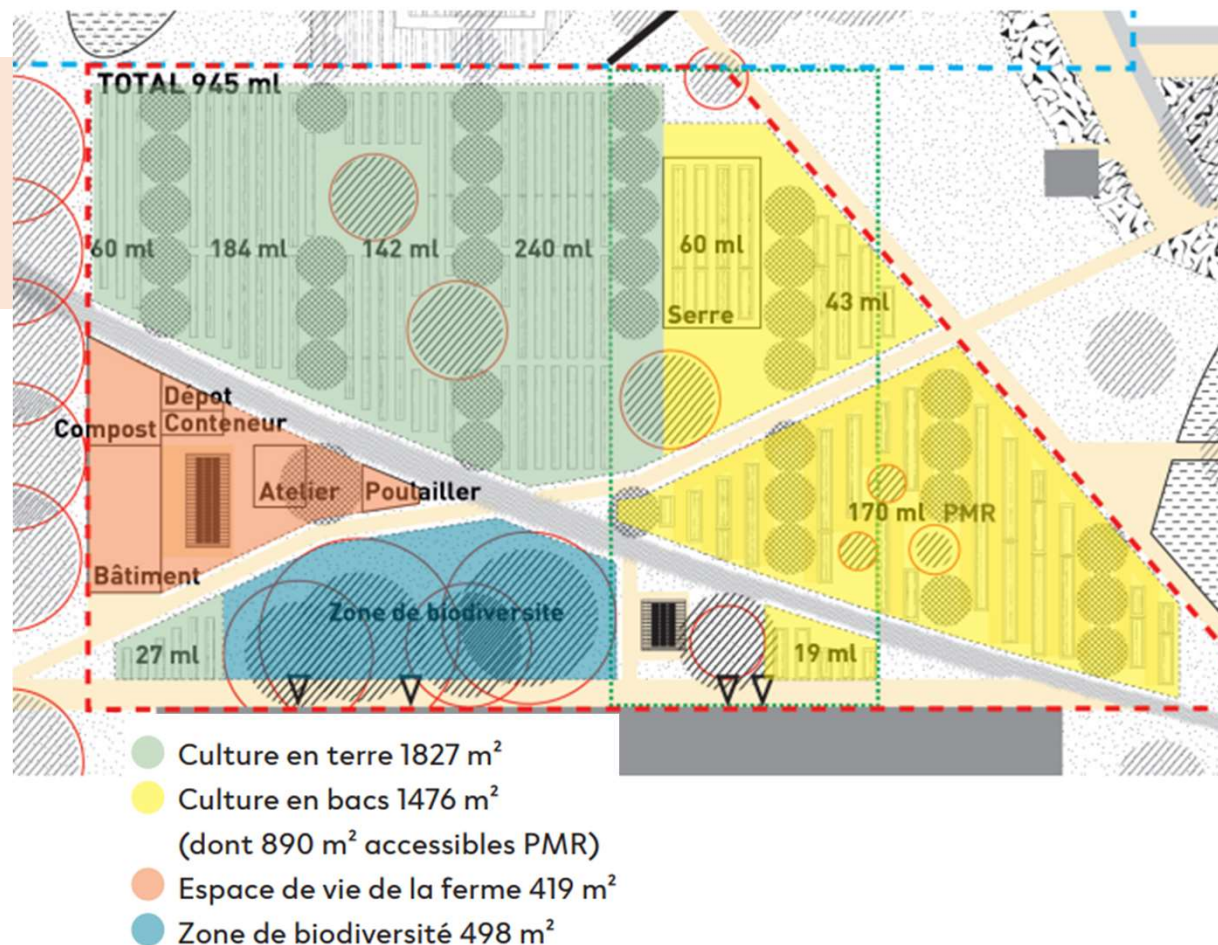 TOTAL 945 ml
60 ml
184 ml
142 ml
240 ml
60 ml
Serre
43 ml
Dépot
Compost
Conteneur
Atelier
Poulailler
170 ml PMR
Bâtiment
Zone de biodiversité
27 ml
19 ml
Culture en terre 1827 m²
Culture en bacs 1476 m²
(dont 890 m² accessibles PMR)
Espace de vie de la ferme 419 m²
Zone de biodiversité 498 m²